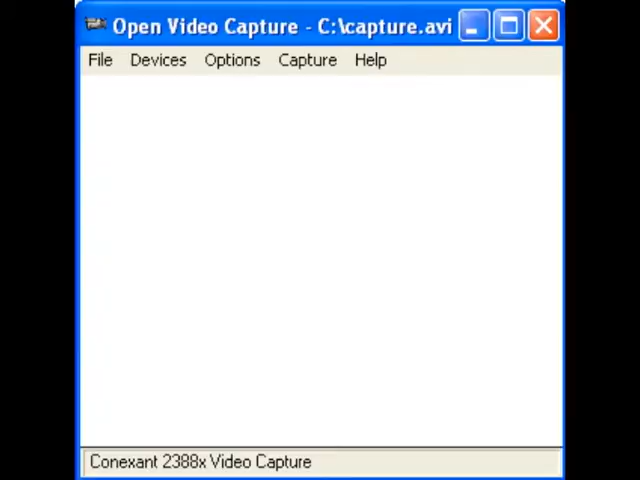 Open Video Capture - C:\capture.avi
File Devices Options Capture Help
Conexant 2388x Video Capture